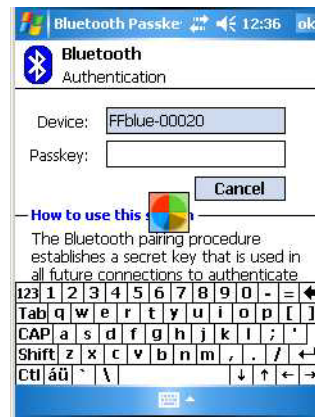 Bluetooth Passke 12:36 ok
Bluetooth
Authentication
Device: FFblue-00020
Passkey:
Cancel
How to use this
The Bluetooth pairing procedure
establishes a secret key that is used in
all future connections to authenticate
123 1 2 3 4 5 6 7 8 9 0 - =
Tab q w e r t y u i o p [ ]
CAP a s d f g h j k l ; '
Shift z x c v b n m , . /
Ctl áü ` \